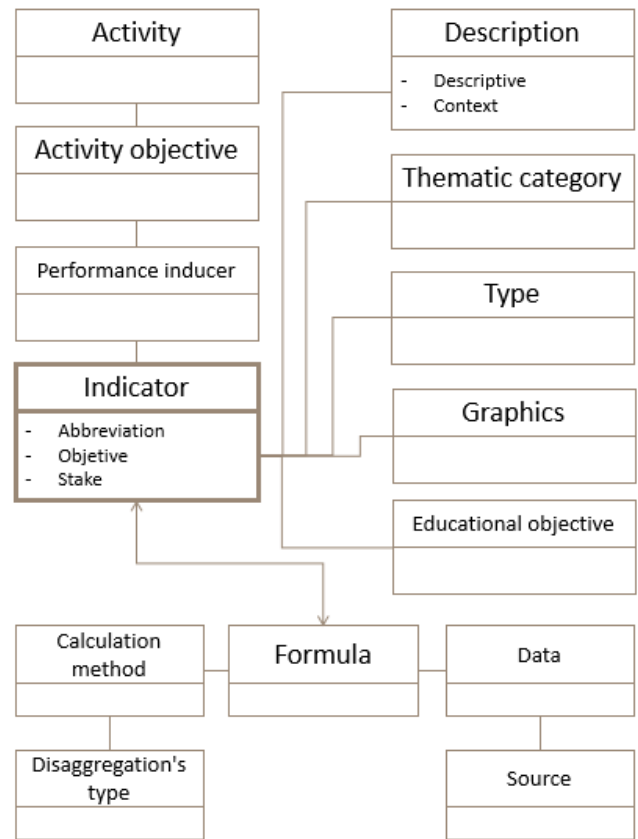 Activity
Activity objective
Performance inducer
Indicator
- Abbreviation
- Objetive
- Stake
Description
- Descriptive
- Context
Thematic category
Type
Graphics
Educational objective
Calculation
method
Formula
Data
Disaggregation's
type
Source